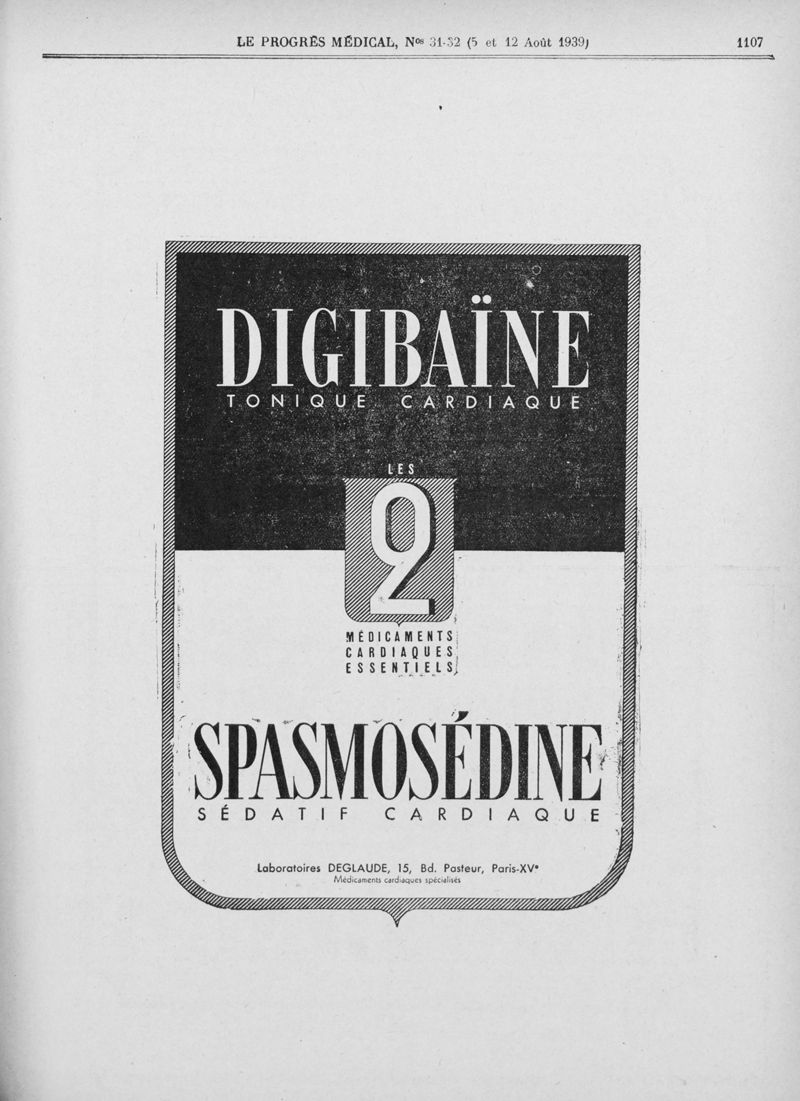 LE PROGRÈS MÉDICAL, Nos 31-32 (5 et 12 Août 1939)
1107
DIGIBAÏNE
TONIQUE CARDIAQUE
LES
2
MÉDICAMENTS
CARDIAQUES
ESSENTIELS
SPASMOSÉDINE
SÉDATIF CARDIAQUE
Laboratoires DEGLAUDE, 15, Bd. Pasteur, Paris-XVe
Médicaments cardiaques spécialisés